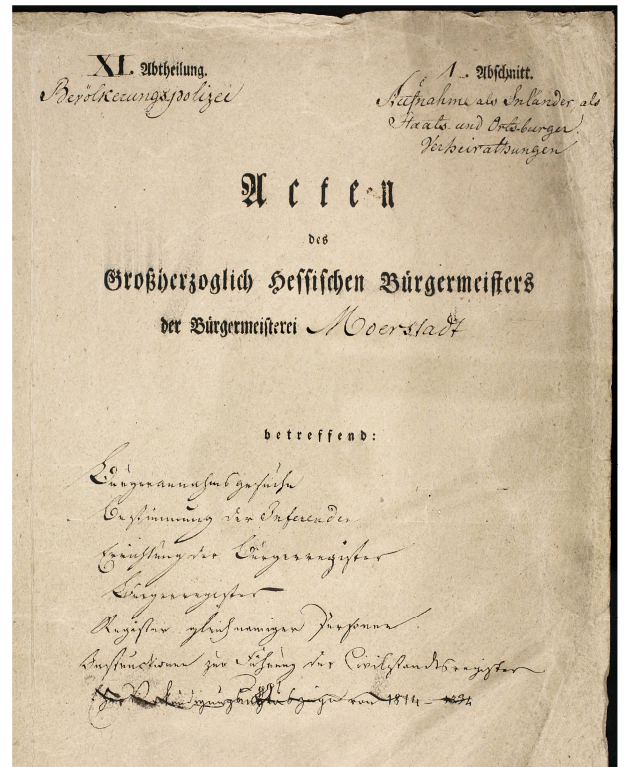 XI. Abtheilung.
Bevölkerungspolizei
1. Abschnitt.
Aufnahme als Inländer als
Staats- und Ortsbürger.
Verheirathungen
Acten
des
Großherzoglich Hessischen Bürgermeisters
der Bürgermeisterei Moerstadt
betreffend:
Bürgerannahmsgesuche
Bestimmung der Inferenden
Errichtung der Bürgerregister
Bürgerregister
Register gleichnamiger Personen.
Instructionen zur Führung der Civilstandsregister
von 1814 –